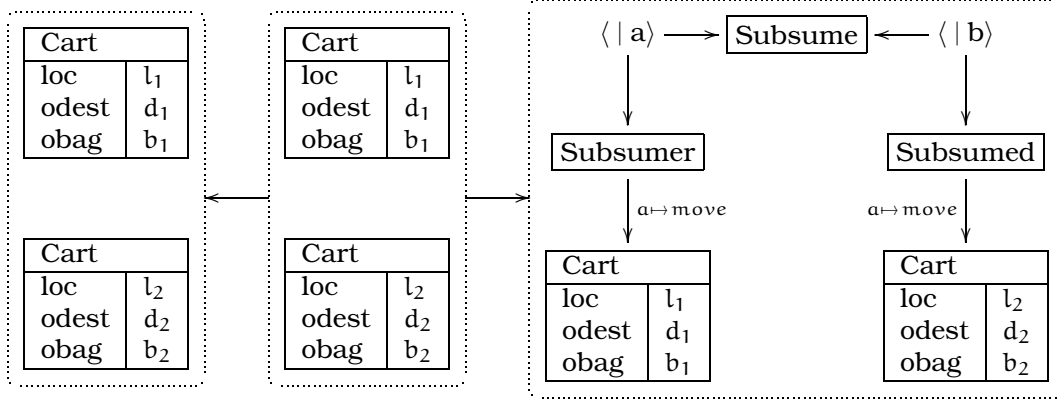 Cart
loc l₁
odest d₁
obag b₁
Cart
loc l₂
odest d₂
obag b₂
Cart
loc l₁
odest d₁
obag b₁
Cart
loc l₂
odest d₂
obag b₂
⟨ | a⟩ Subsume ⟨ | b⟩
Subsumer Subsumed
a↦move a↦move
Cart
loc l₁
odest d₁
obag b₁
Cart
loc l₂
odest d₂
obag b₂